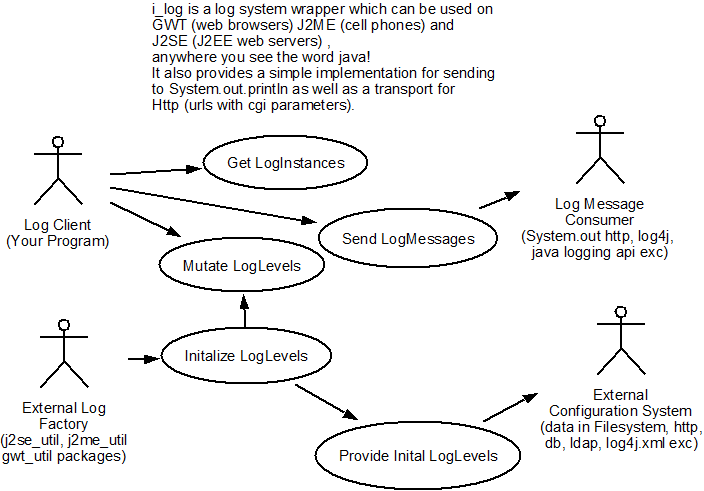 i_log is a log system wrapper which can be used on
GWT (web browsers) J2ME (cell phones) and
J2SE (J2EE web servers) ,
anywhere you see the word java!
It also provides a simple implementation for sending
to System.out.println as well as a transport for
Http (urls with cgi parameters).
Get LogInstances
Log Client
(Your Program)
Log Message
Consumer
(System.out http, log4j,
java logging api exc)
Send LogMessages
Mutate LogLevels
Initalize LogLevels
External Log
Factory
(j2se_util, j2me_util
gwt_util packages)
External
Configuration System
(data in Filesystem, http,
db, ldap, log4j.xml exc)
Provide Inital LogLevels